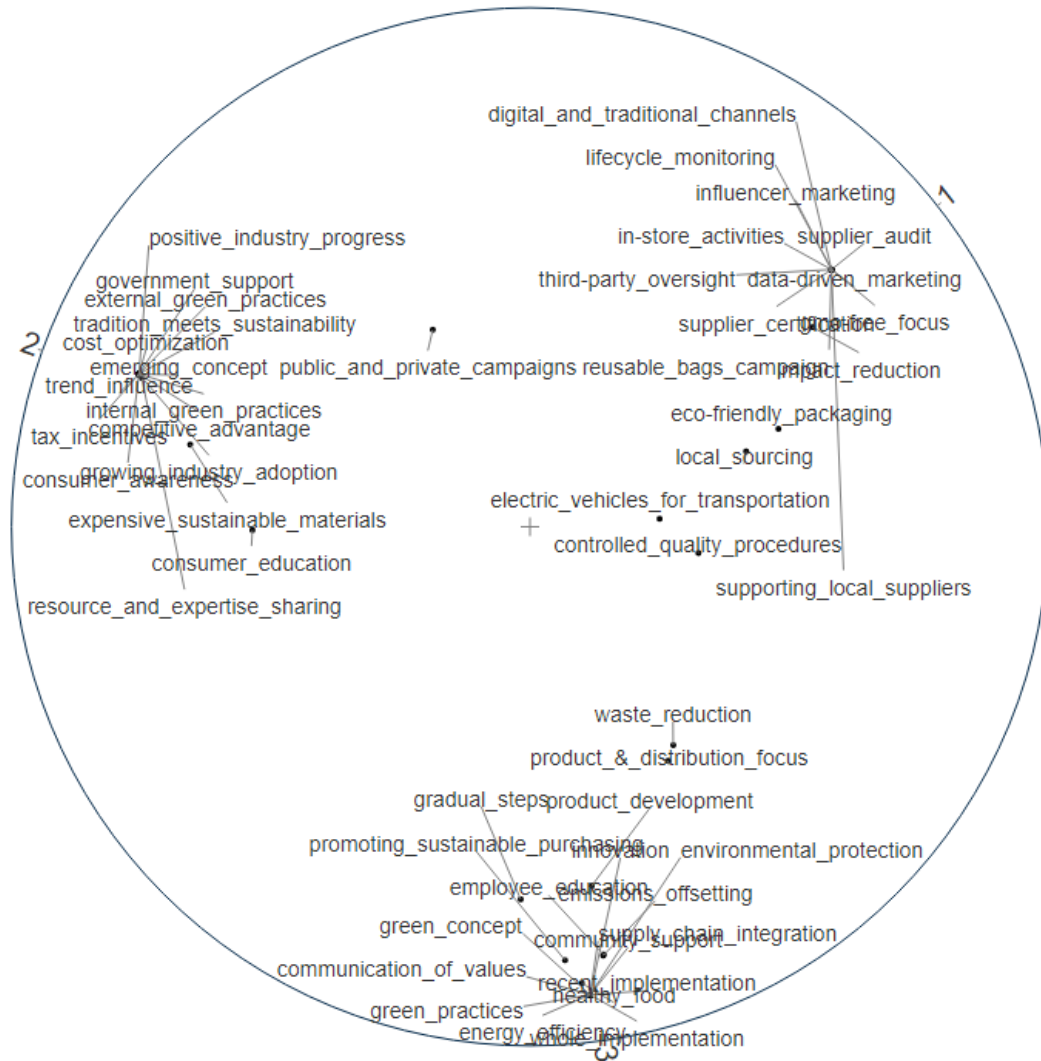 digital_and_traditional_channels
lifecycle_monitoring
1
influencer_marketing
positive_industry_progress
in-store_activities
supplier_audit
government_support
third-party_oversight
data-driven_marketing
external_green_practices
tradition_meets_sustainability
supplier_certification
gmo-free_focus
2
cost_optimization
emerging_concept
public_and_private_campaigns
reusable_bags_campaign
impact_reduction
trend_influence
internal_green_practices
eco-friendly_packaging
competitive_advantage
tax_incentives
local_sourcing
growing_industry_adoption
consumer_awareness
electric_vehicles_for_transportation
expensive_sustainable_materials
controlled_quality_procedures
consumer_education
supporting_local_suppliers
resource_and_expertise_sharing
waste_reduction
product_&_distribution_focus
gradual_steps
product_development
promoting_sustainable_purchasing
innovation
environmental_protection
employee_education
emissions_offsetting
green_concept
supply_chain_integration
community_support
communication_of_values
recent_implementation
healthy_food
green_practices
energy_efficiency
whole_implementation
3